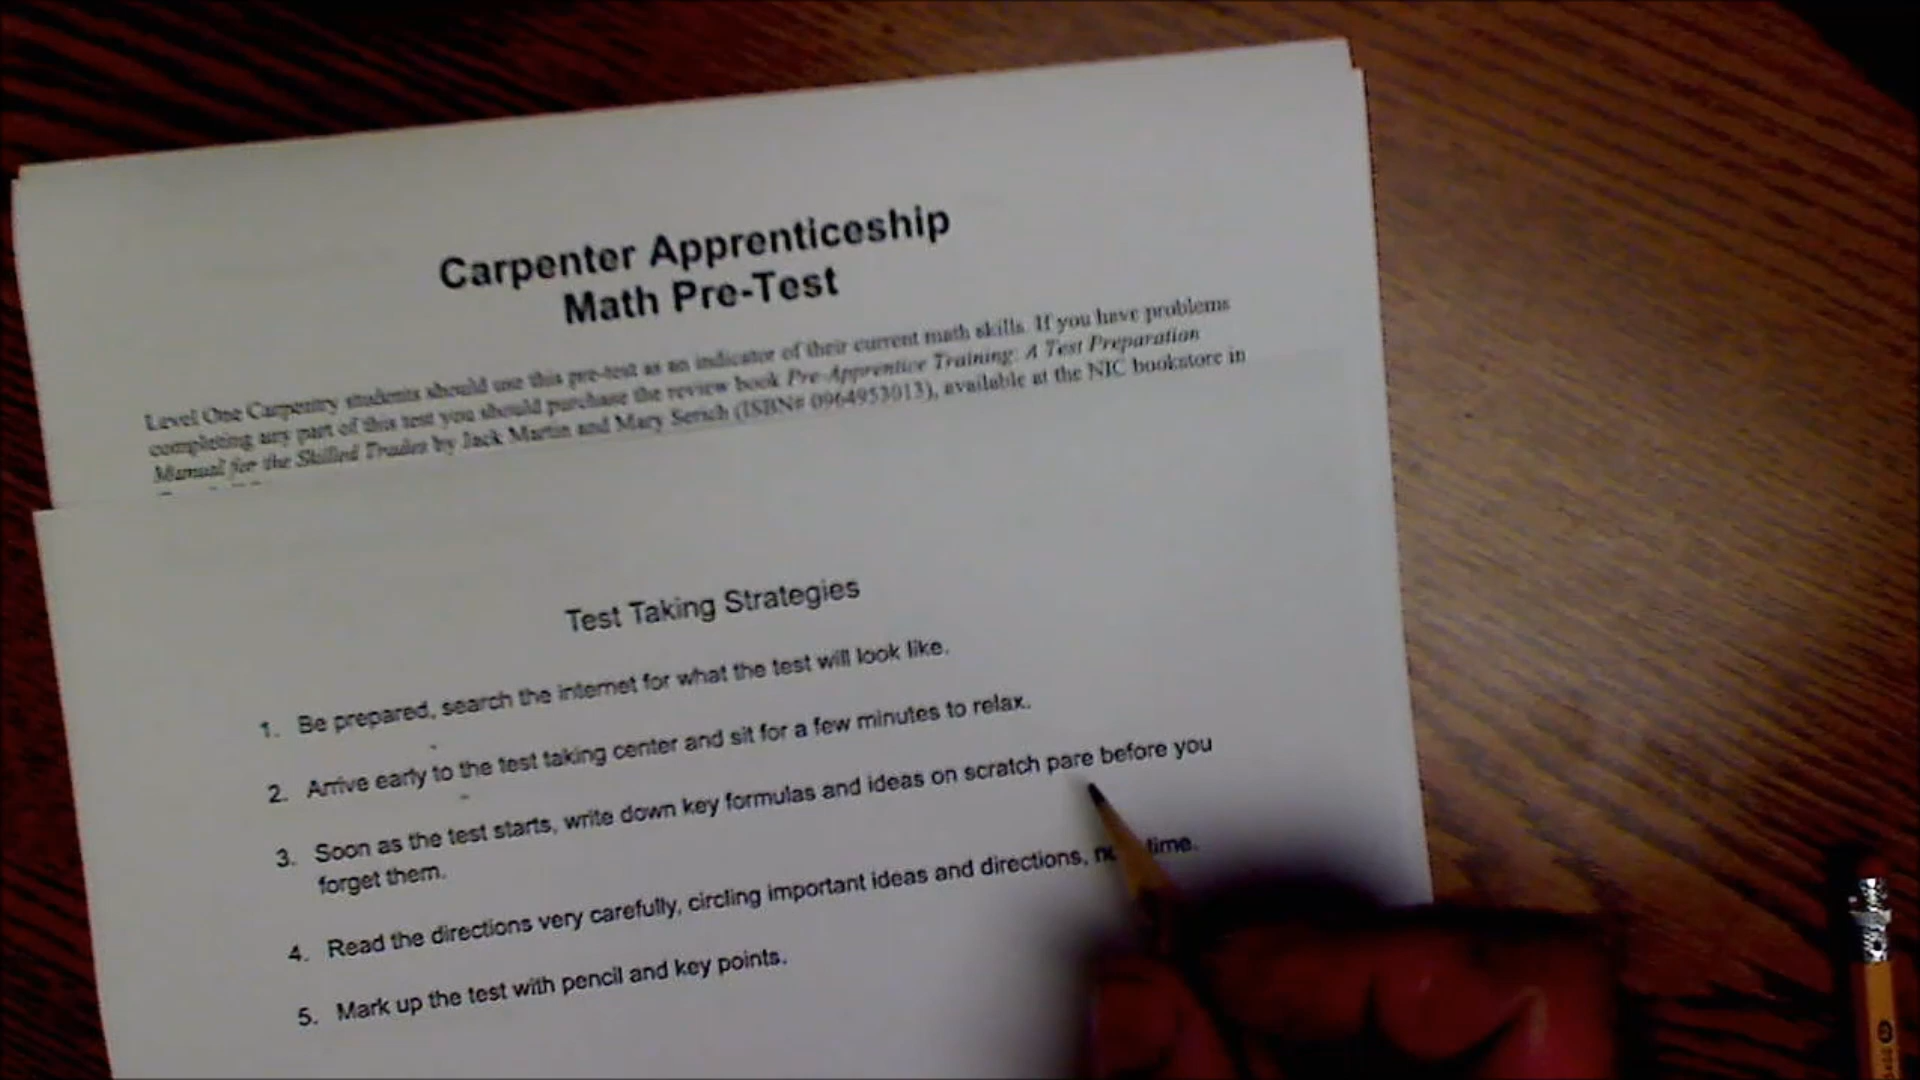 Carpenter Apprenticeship
Math Pre-Test
Level One Carpentry students should use this pre-test as an indicator of their current math skills. If you have problems
completing any part of this test you should purchase the review book Pre-Apprentice Training: A Test Preparation
Manual for the Skilled Trades by Jack Martin and Mary Serich (ISBN# 0964953013), available at the NIC bookstore in
Test Taking Strategies
1. Be prepared, search the internet for what the test will look like.
2. Arrive early to the test taking center and sit for a few minutes to relax.
3. Soon as the test starts, write down key formulas and ideas on scratch pare before you
forget them.
4. Read the directions very carefully, circling important ideas and directions, time.
5. Mark up the test with pencil and key points.